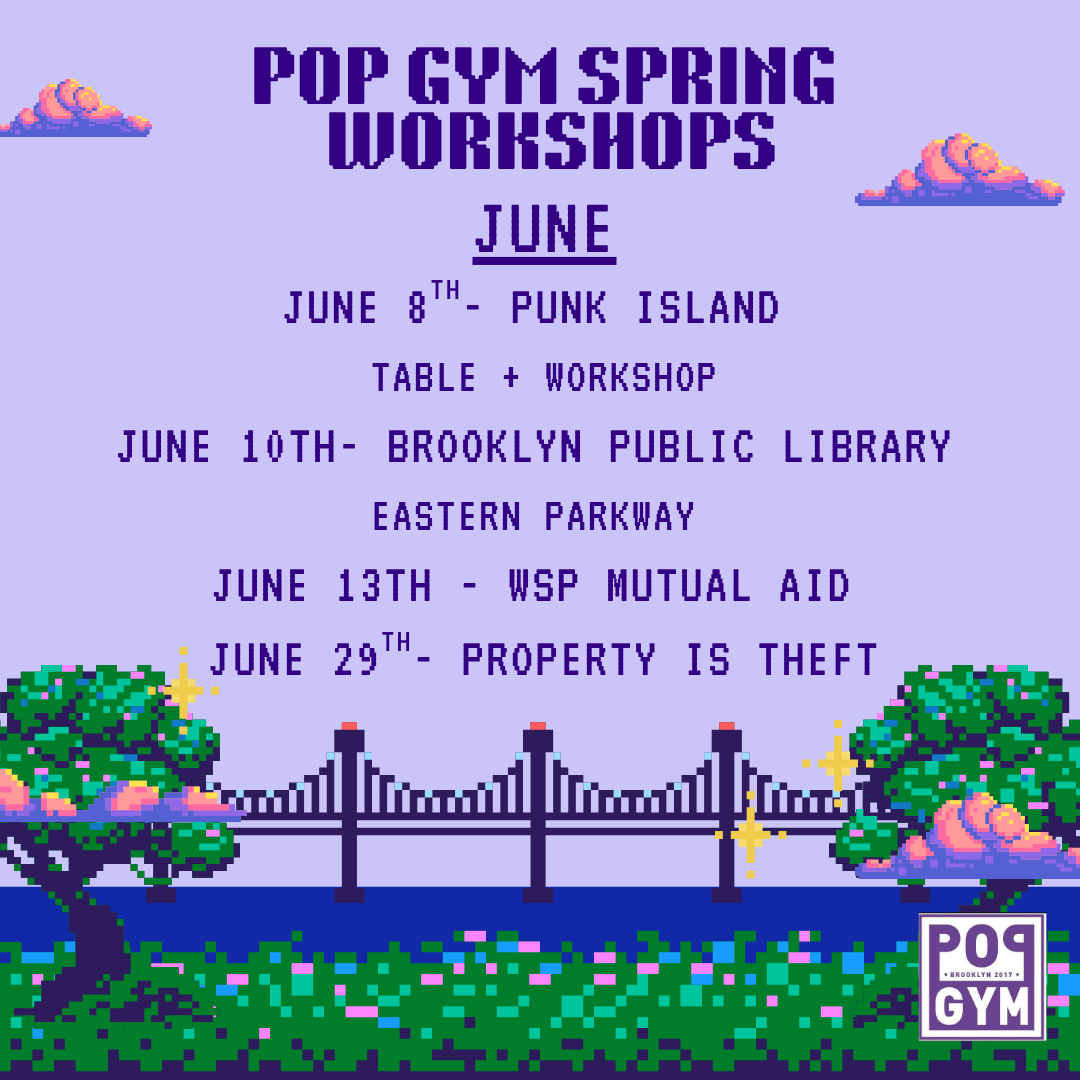 POP GYM SPRING
WORKSHOPS
JUNE
JUNE 8TH- PUNK ISLAND
TABLE + WORKSHOP
JUNE 10TH- BROOKLYN PUBLIC LIBRARY
EASTERN PARKWAY
JUNE 13TH - WSP MUTUAL AID
JUNE 29TH- PROPERTY IS THEFT
POP
• BROOKLYN 2017 •
GYM